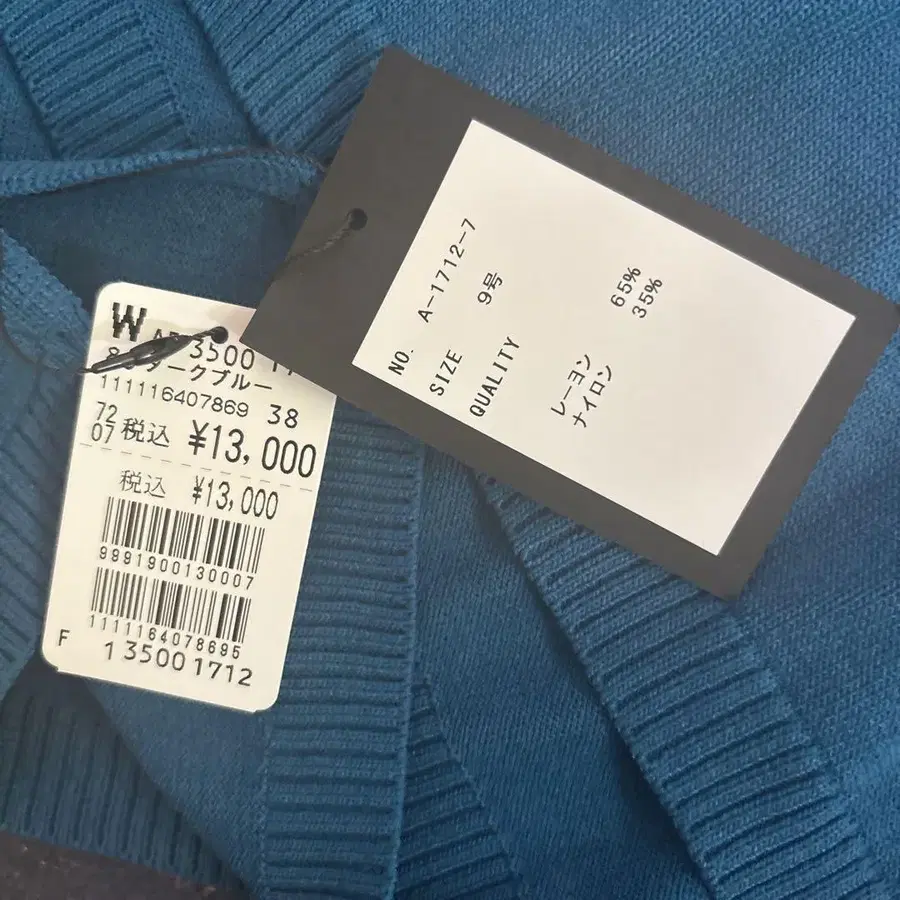 W
3500
ダークブルー
111116407869 38
72
07 税込 ¥13,000
税込 ¥13,000
9991900130007
1111164078695
F
135001712
NO. A-1712-7
SIZE 9号
QUALITY
レーヨン 65%
ナイロン 35%